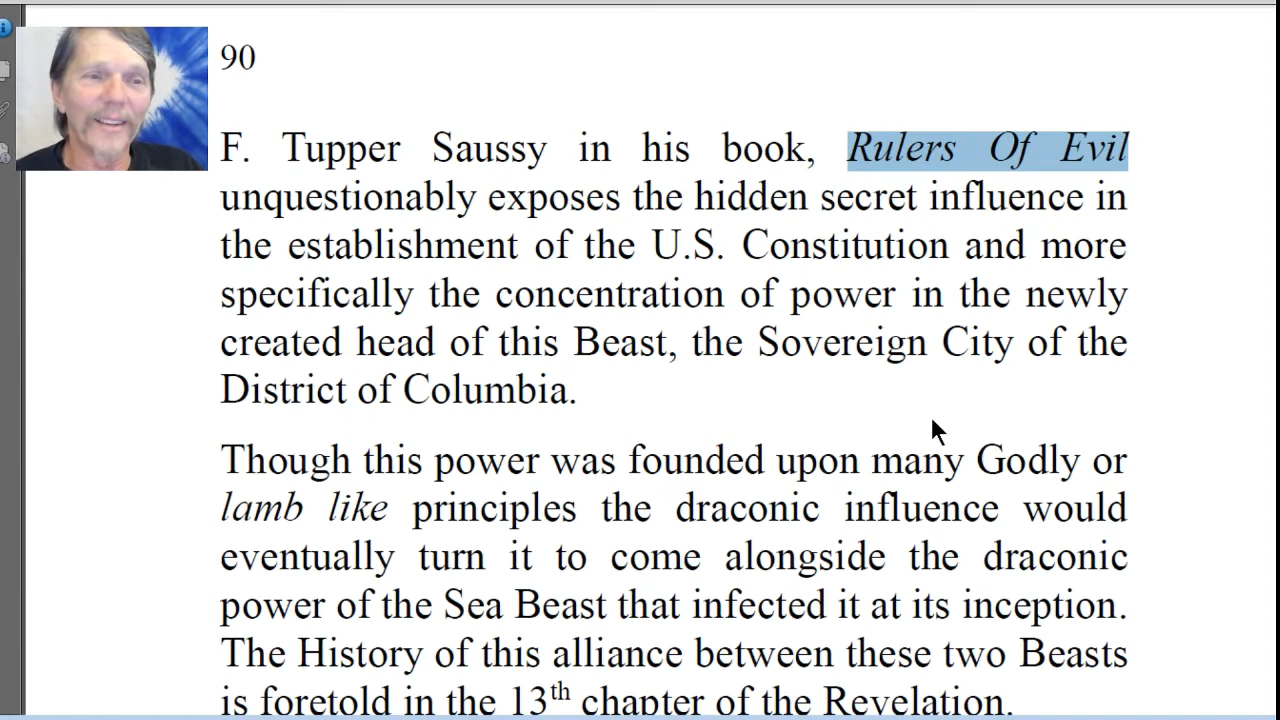 90
F. Tupper Saussy in his book, Rulers Of Evil
unquestionably exposes the hidden secret influence in
the establishment of the U.S. Constitution and more
specifically the concentration of power in the newly
created head of this Beast, the Sovereign City of the
District of Columbia.
Though this power was founded upon many Godly or
lamb like principles the draconic influence would
eventually turn it to come alongside the draconic
power of the Sea Beast that infected it at its inception.
The History of this alliance between these two Beasts
is foretold in the 13th chapter of the Revelation.